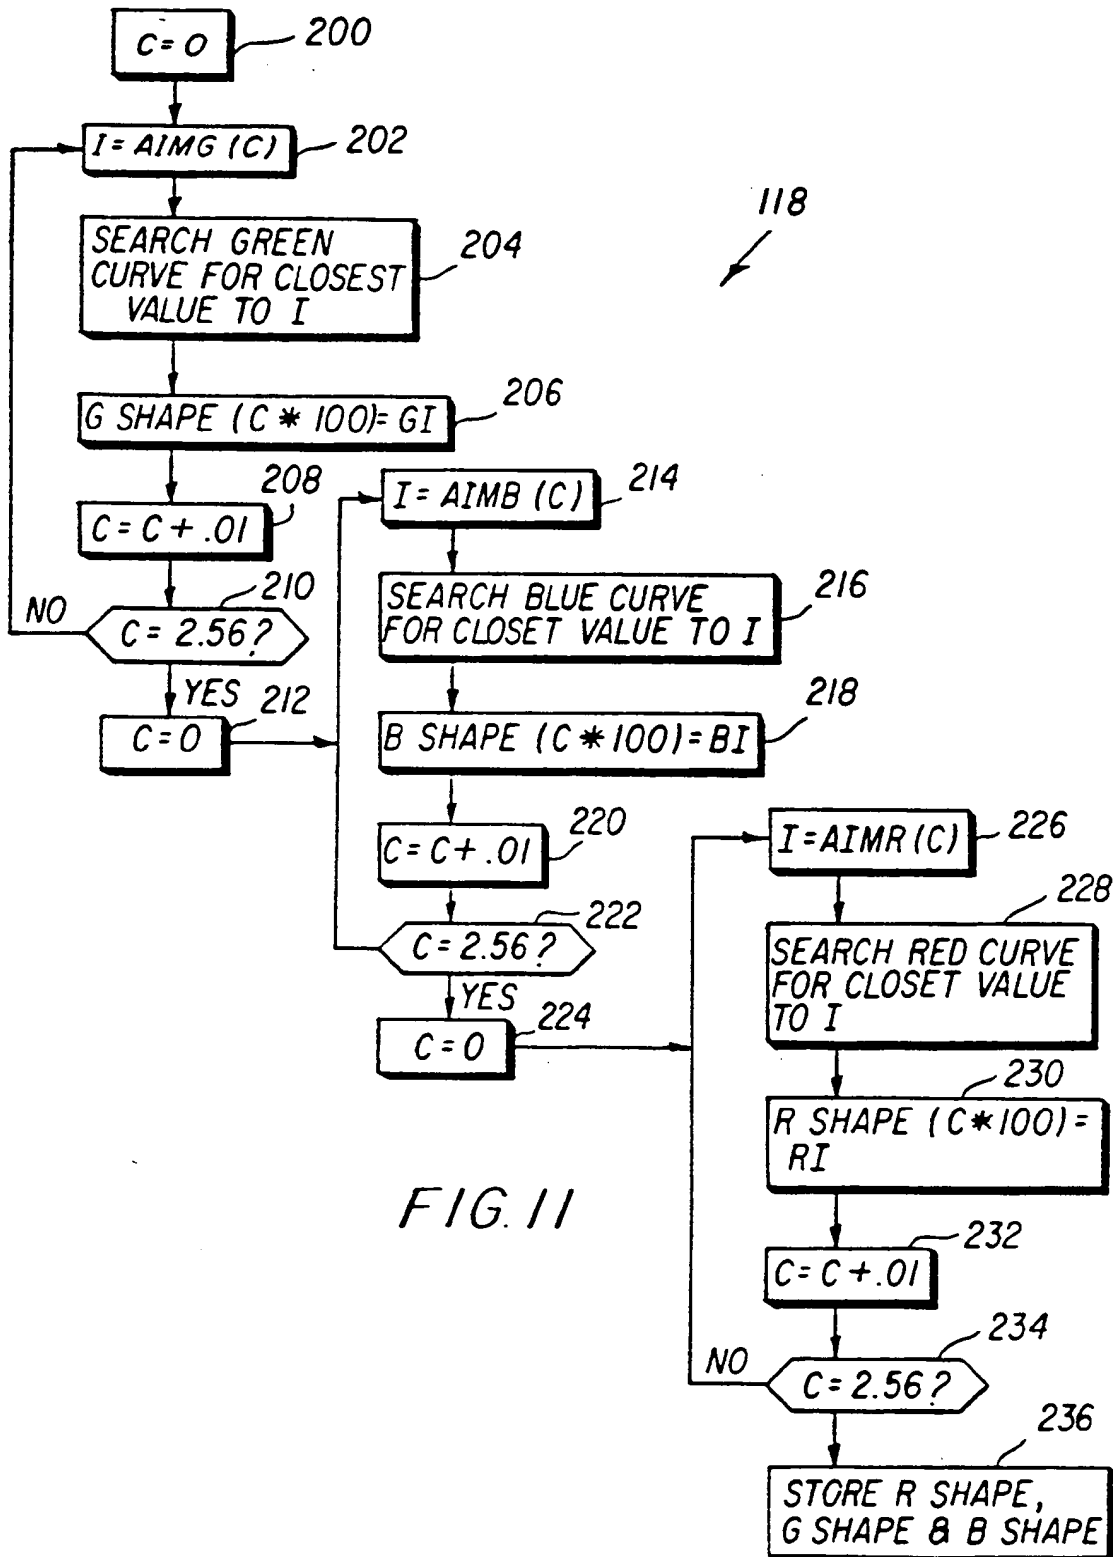 C=0
200
I=AIMG (C)
202
118
SEARCH GREEN
CURVE FOR CLOSEST
VALUE TO I
204
G SHAPE (C * 100)=GI
206
C=C+.01
208
C=2.56?
210
NO
YES
C=0
212
I=AIMB (C)
214
SEARCH BLUE CURVE
FOR CLOSET VALUE TO I
216
B SHAPE (C * 100)=BI
218
C=C+.01
220
C=2.56?
222
YES
C=0
224
I=AIMR (C)
226
SEARCH RED CURVE
FOR CLOSET VALUE
TO I
228
R SHAPE (C*100)=
RI
230
C=C+.01
232
C=2.56?
234
NO
STORE R SHAPE,
G SHAPE & B SHAPE
236
FIG. 11